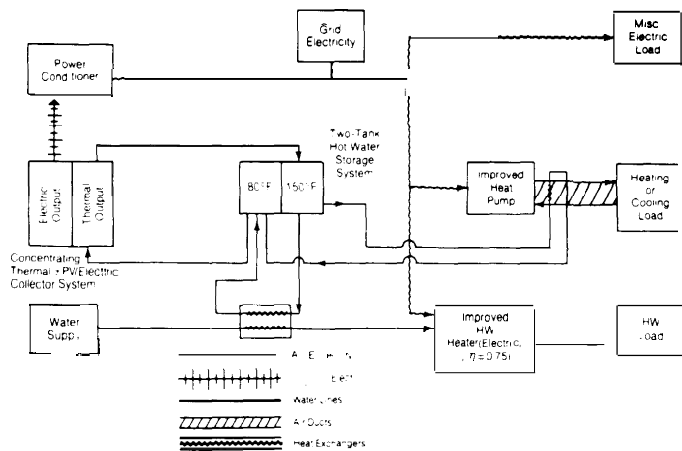 Grid
Electricity
Misc
Electric
Load
Power
Conditioner
Two-Tank
Hot Water
Storage
System
Electric
Output
Thermal
Output
80°F
150°F
Improved
Heat
Pump
Heating
or
Cooling
Load
Concentrating
Thermal + PV/Electtric
Collector System
Water
Improved
HW
Heater(Electric,
η = 0.75)
HW
Water Lines
Air Ducts
Heat Exchangers